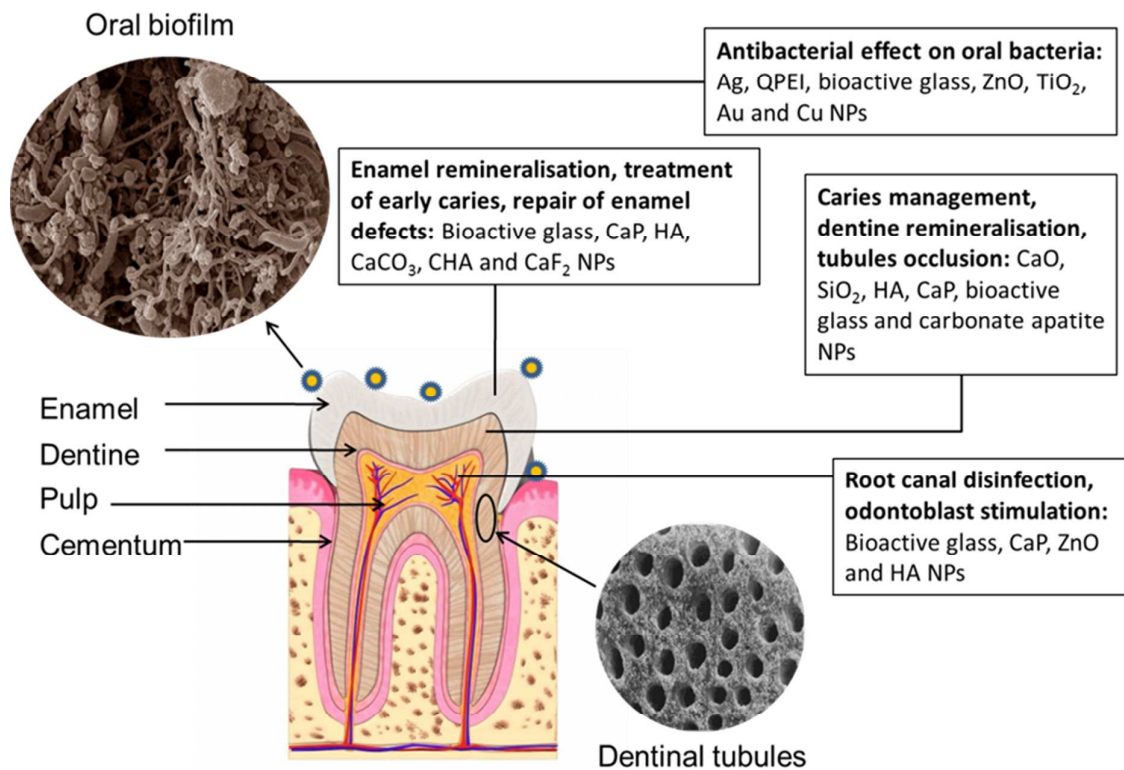 Oral biofilm
Antibacterial effect on oral bacteria:
Ag, QPEI, bioactive glass, ZnO, TiO₂,
Au and Cu NPs
Enamel remineralisation, treatment
of early caries, repair of enamel
defects: Bioactive glass, CaP, HA,
CaCO₃, CHA and CaF₂ NPs
Caries management,
dentine remineralisation,
tubules occlusion: CaO,
SiO₂, HA, CaP, bioactive
glass and carbonate apatite
NPs
Enamel
Dentine
Pulp
Cementum
Root canal disinfection,
odontoblast stimulation:
Bioactive glass, CaP, ZnO
and HA NPs
Dentinal tubules